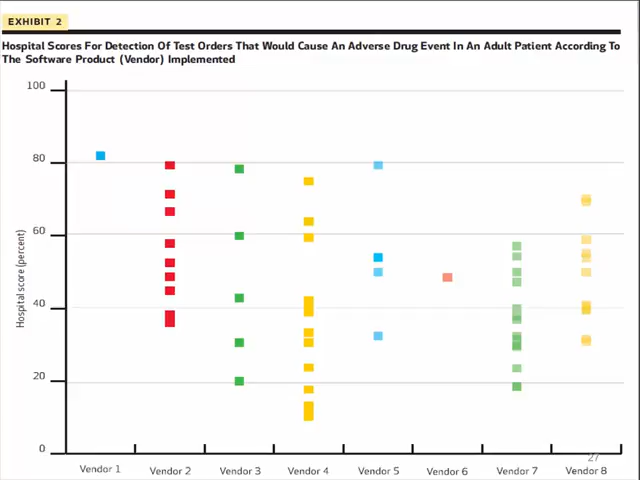 EXHIBIT 2
Hospital Scores For Detection Of Test Orders That Would Cause An Adverse Drug Event In An Adult Patient According To
The Software Product (Vendor) Implemented
100
80
60
40
20
0
Hospital score (percent)
27
Vendor 1 Vendor 2 Vendor 3 Vendor 4 Vendor 5 Vendor 6 Vendor 7 Vendor 8